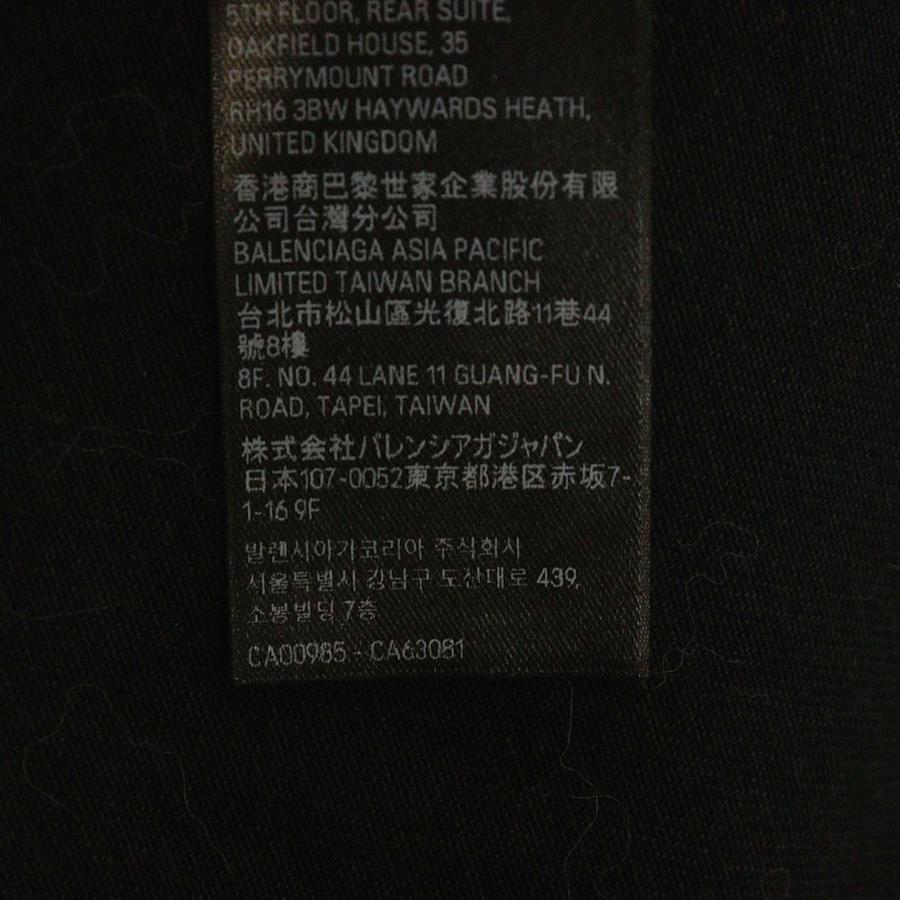 5TH FLOOR, REAR SUITE,
OAKFIELD HOUSE, 35
PERRYMOUNT ROAD
RH16 3BW HAYWARDS HEATH,
UNITED KINGDOM
香港商巴黎世家企業股份有限
公司台灣分公司
BALENCIAGA ASIA PACIFIC
LIMITED TAIWAN BRANCH
台北市松山區光復北路11巷44
號8樓
8F. NO. 44 LANE 11 GUANG-FU N.
ROAD, TAPEI, TAIWAN
株式会社バレンシアガジャパン
日本107-0052東京都港区赤坂7-
1-16 9F
발렌시아가코리아 주식회사
서울특별시 강남구 도산대로 439,
소봉빌딩 7층
CA00985 - CA63081